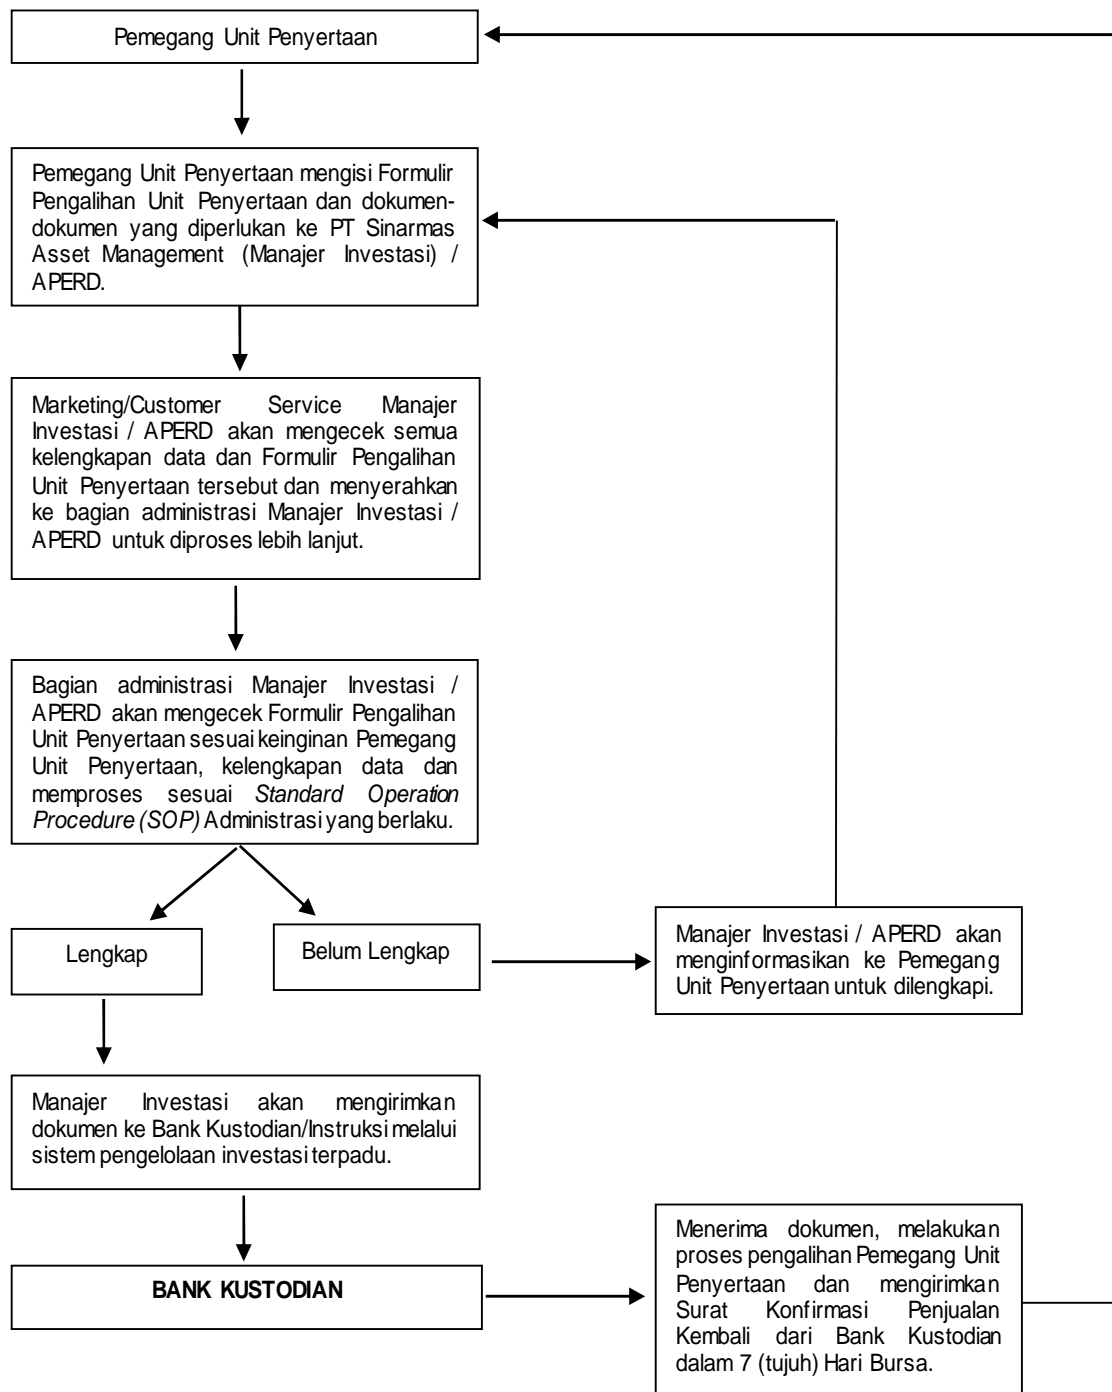 Pemegang Unit Penyertaan
Pemegang Unit Penyertaan mengisi Formulir
Pengalihan Unit Penyertaan dan dokumen-
dokumen yang diperlukan ke PT Sinarmas
Asset Management (Manajer Investasi) /
APERD.
Marketing/Customer Service Manajer
Investasi / APERD akan mengecek semua
kelengkapan data dan Formulir Pengalihan
Unit Penyertaan tersebut dan menyerahkan
ke bagian administrasi Manajer Investasi /
APERD untuk diproses lebih lanjut.
Bagian administrasi Manajer Investasi /
APERD akan mengecek Formulir Pengalihan
Unit Penyertaan sesuai keinginan Pemegang
Unit Penyertaan, kelengkapan data dan
memproses sesuai Standard Operation
Procedure (SOP) Administrasi yang berlaku.
Lengkap
Belum Lengkap
Manajer Investasi / APERD akan
menginformasikan ke Pemegang
Unit Penyertaan untuk dilengkapi.
Manajer Investasi akan mengirimkan
dokumen ke Bank Kustodian/Instruksi melalui
sistem pengelolaan investasi terpadu.
BANK KUSTODIAN
Menerima dokumen, melakukan
proses pengalihan Pemegang Unit
Penyertaan dan mengirimkan
Surat Konfirmasi Penjualan
Kembali dari Bank Kustodian
dalam 7 (tujuh) Hari Bursa.